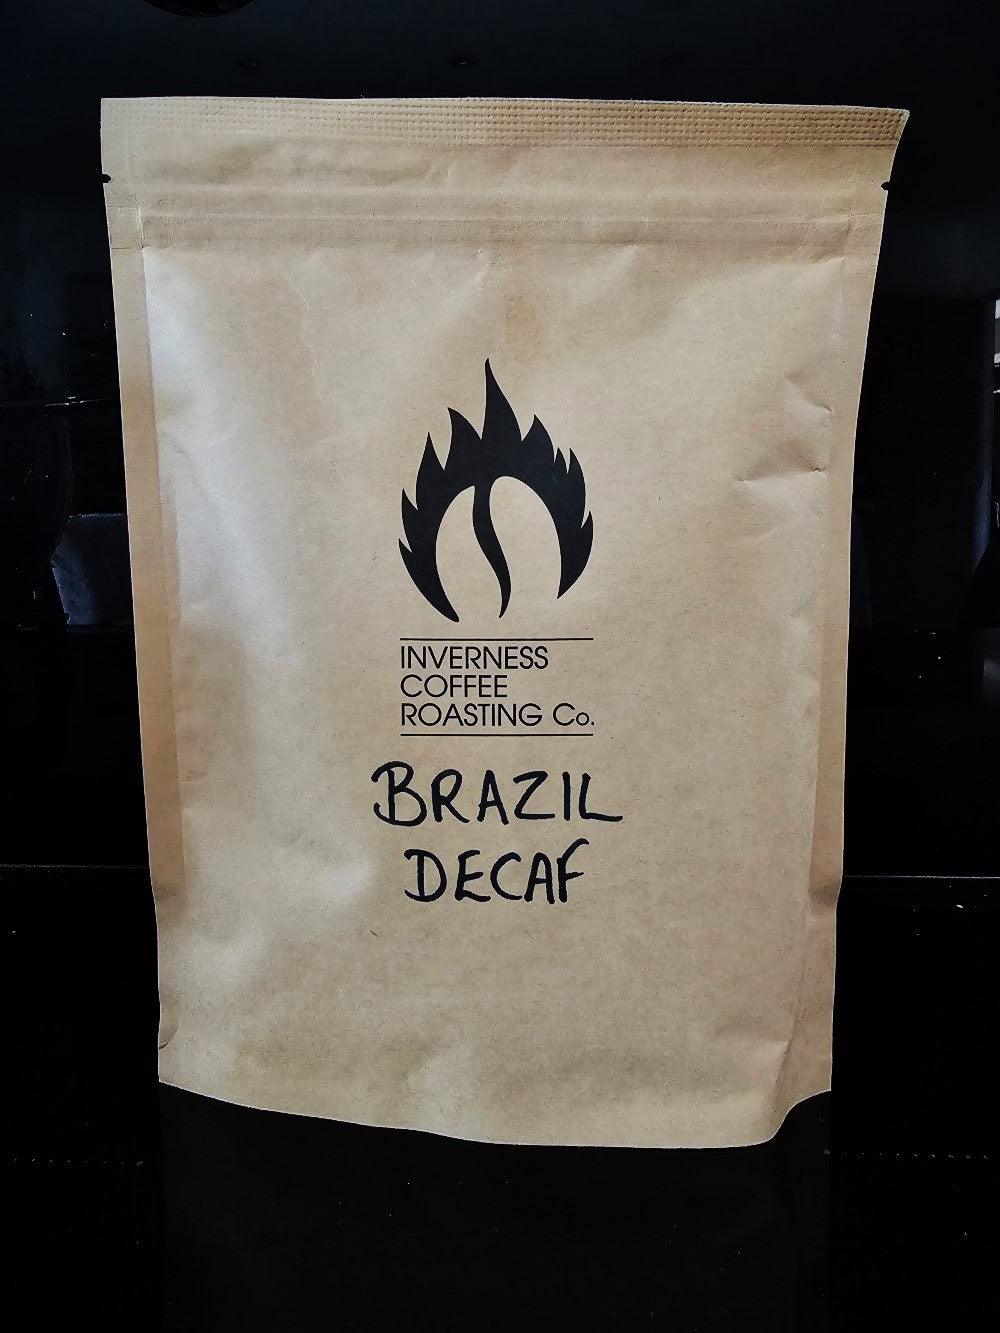 INVERNESS
COFFEE
ROASTING Co.
BRAZIL
DECAF